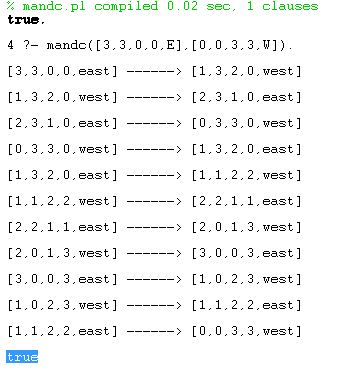 % mandc.pl compiled 0.02 sec, 1 clauses
true.
4 ?- mandc([3,3,0,0,E],[0,0,3,3,W]).
[3,3,0,0,east] ------> [1,3,2,0,west]
[1,3,2,0,west] ------> [2,3,1,0,east]
[2,3,1,0,east] ------> [0,3,3,0,west]
[0,3,3,0,west] ------> [1,3,2,0,east]
[1,3,2,0,east] ------> [1,1,2,2,west]
[1,1,2,2,west] ------> [2,2,1,1,east]
[2,2,1,1,east] ------> [2,0,1,3,west]
[2,0,1,3,west] ------> [3,0,0,3,east]
[3,0,0,3,east] ------> [1,0,2,3,west]
[1,0,2,3,west] ------> [1,1,2,2,east]
[1,1,2,2,east] ------> [0,0,3,3,west]
true